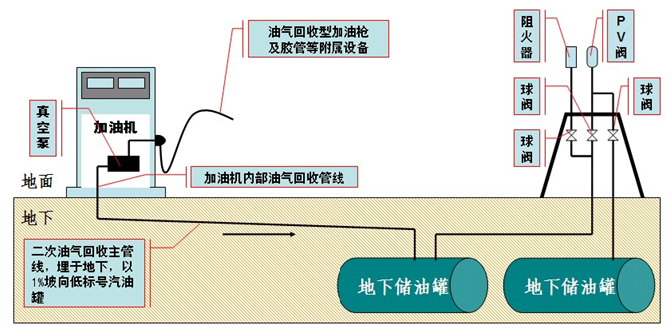 油气回收型加油枪
及胶管等附属设备
阻
火
器
P
V
阀
真
空
泵
加油机
球
阀
球
阀
球阀
地面
加油机内部油气回收管线
地下
二次油气回收主管
线，埋于地下，以
1%坡向低标号汽油
罐
地下储油罐
地下储油罐